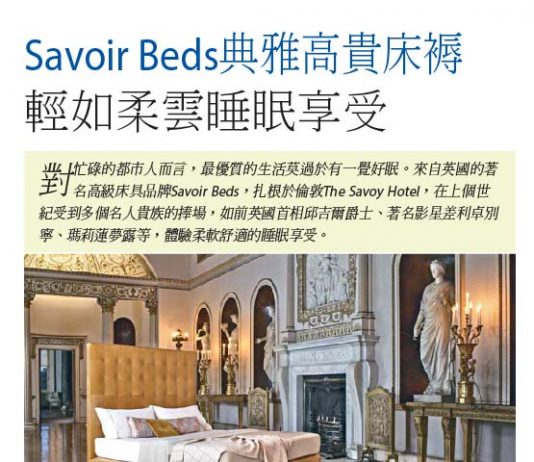 Savoir Beds典雅高貴床褥
輕如柔雲睡眠享受
對忙碌的都市人而言，最優質的生活莫過於有一覺好眠。來自英國的著
名高級床具品牌Savoir Beds，扎根於倫敦The Savoy Hotel，在上個世
紀受到多個名人貴族的捧場，如前英國首相邱吉爾爵士、著名影星差利卓別
寧、瑪莉蓮夢露等，體驗柔軟舒適的睡眠享受。